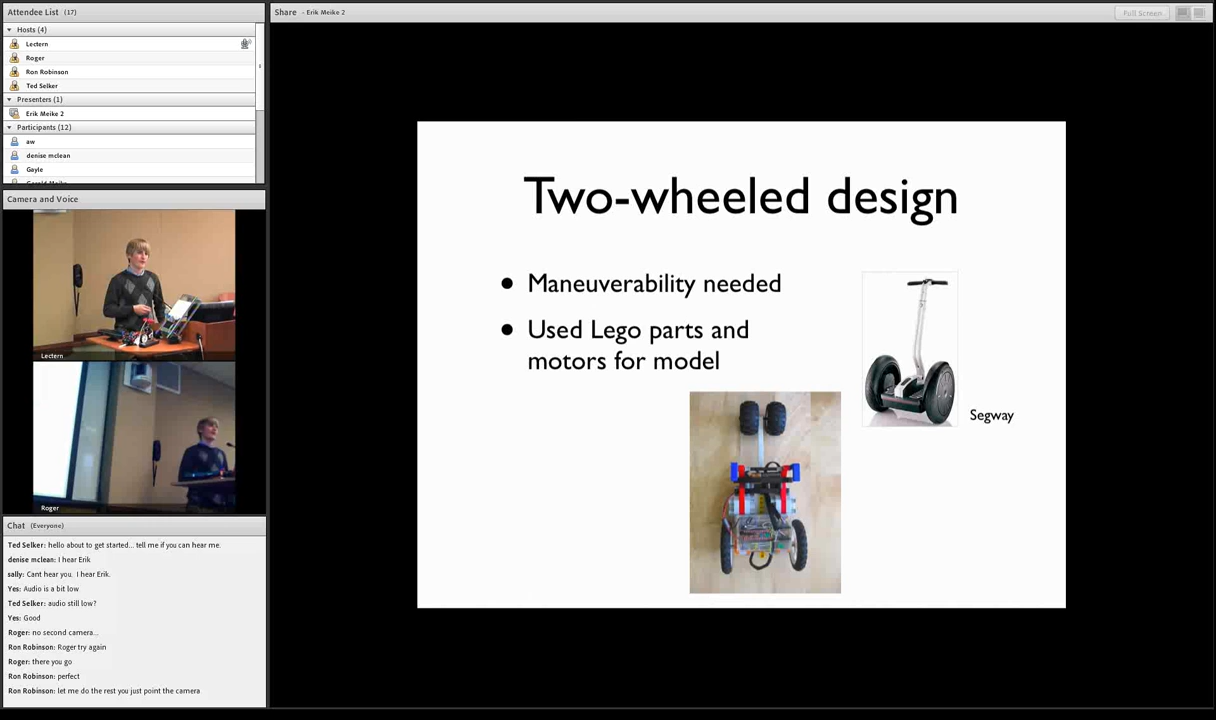 Attendee List (17)
Hosts (4)
Lectern
Roger
Ron Robinson
Ted Selker
Presenters (1)
Erik Meike 2
Participants (12)
aw
denise mclean
Gayle
Camera and Voice
Lectern
Roger
Chat (Everyone)
Ted Selker: hello about to get started... tell me if you can hear me.
denise mclean: I hear Erik
sally: Cant hear you. I hear Erik.
Yes: Audio is a bit low
Ted Selker: audio still low?
Yes: Good
Roger: no second camera...
Ron Robinson: Roger try again
Roger: there you go
Ron Robinson: perfect
Ron Robinson: let me do the rest you just point the camera
Share - Erik Meike 2
Full Screen
Two-wheeled design
• Maneuverability needed
• Used Lego parts and
motors for model
Segway